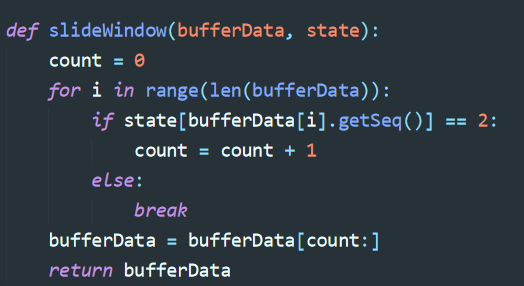 def slideWindow(bufferData, state):
    count = 0
    for i in range(len(bufferData)):
        if state[bufferData[i].getSeq()] == 2:
            count = count + 1
        else:
            break
    bufferData = bufferData[count:]
    return bufferData